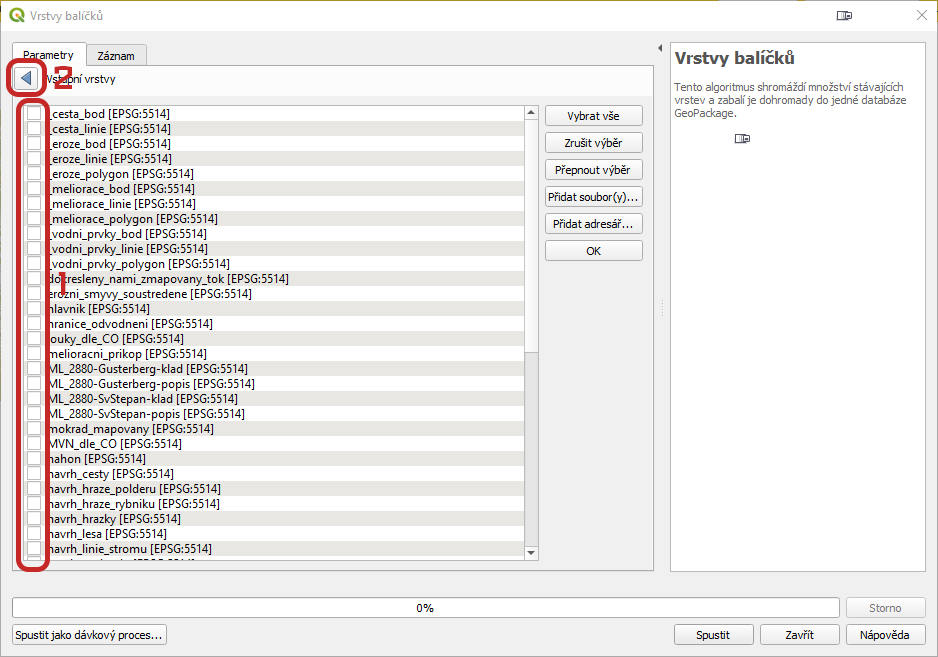 Vrstvy balíčků
Parametry
Záznam
2
Vstupní vrstvy
_cesta_bod [EPSG:5514]
_cesta_linie [EPSG:5514]
_eroze_bod [EPSG:5514]
_eroze_linie [EPSG:5514]
_eroze_polygon [EPSG:5514]
_meliorace_bod [EPSG:5514]
_meliorace_linie [EPSG:5514]
_meliorace_polygon [EPSG:5514]
_vodni_prvky_bod [EPSG:5514]
_vodni_prvky_linie [EPSG:5514]
_vodni_prvky_polygon [EPSG:5514]
1
dokresleny_nami_zmapovany_tok [EPSG:5514]
erozni_smyvy_soustredene [EPSG:5514]
hlavnik [EPSG:5514]
hranice_odvodneni [EPSG:5514]
louky_dle_CO [EPSG:5514]
melioracni_prikop [EPSG:5514]
ML_2880-Gusterberg-klad [EPSG:5514]
ML_2880-Gusterberg-popis [EPSG:5514]
ML_2880-SvStepan-klad [EPSG:5514]
ML_2880-SvStepan-popis [EPSG:5514]
mokrad_mapovany [EPSG:5514]
MVN_dle_CO [EPSG:5514]
nahon [EPSG:5514]
navrh_cesty [EPSG:5514]
navrh_hraze_polderu [EPSG:5514]
navrh_hraze_rybniku [EPSG:5514]
navrh_hrazky [EPSG:5514]
navrh_lesa [EPSG:5514]
navrh_linie_stromu [EPSG:5514]
Vybrat vše
Zrušit výběr
Přepnout výběr
Přidat soubor(y)...
Přidat adresář...
OK
Vrstvy balíčků
Tento algoritmus shromáždí množství stávajících
vrstev a zabalí je dohromady do jedné databáze
GeoPackage.
0%
Storno
Spustit jako dávkový proces...
Spustit
Zavřít
Nápověda